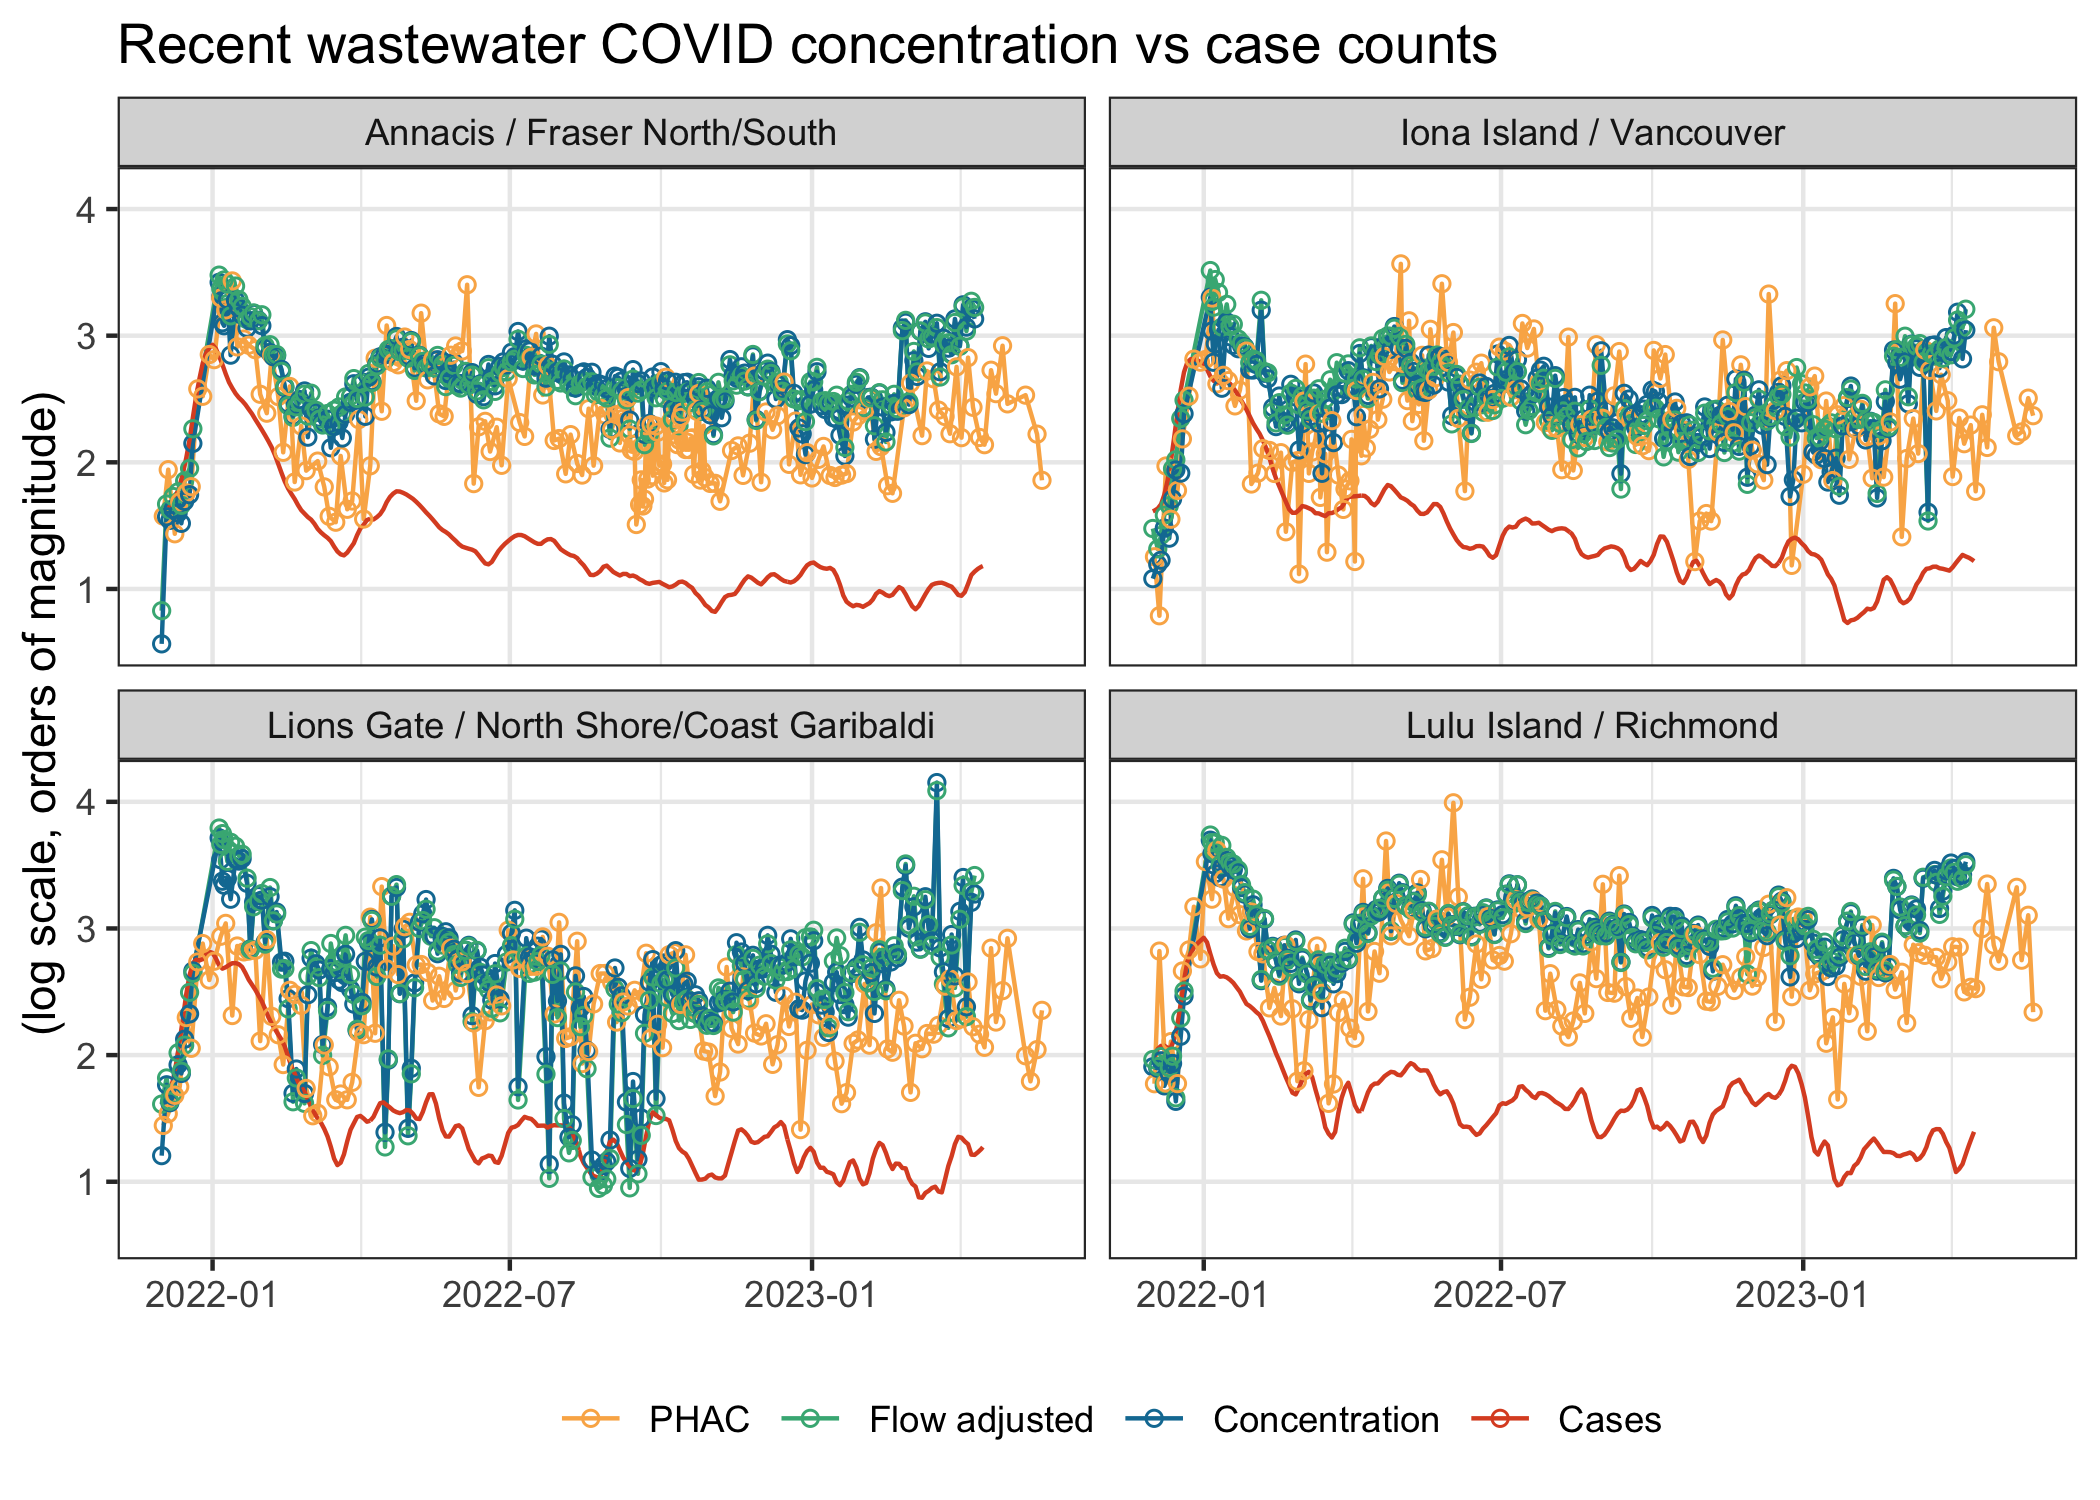 Recent wastewater COVID concentration vs case counts
Annacis / Fraser North/South
Iona Island / Vancouver
4
3
2
1
(log scale, orders of magnitude)
Lions Gate / North Shore/Coast Garibaldi
Lulu Island / Richmond
4
3
2
1
2022-01
2022-07
2023-01
2022-01
2022-07
2023-01
PHAC
Flow adjusted
Concentration
Cases